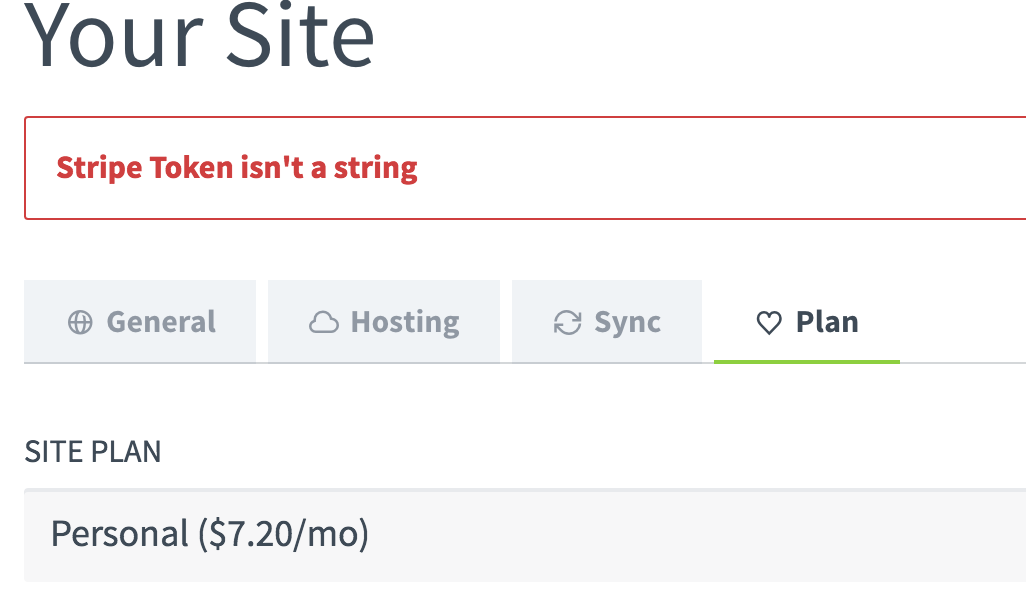 Your Site
Stripe Token isn't a string
General
Hosting
Sync
Plan
SITE PLAN
Personal ($7.20/mo)